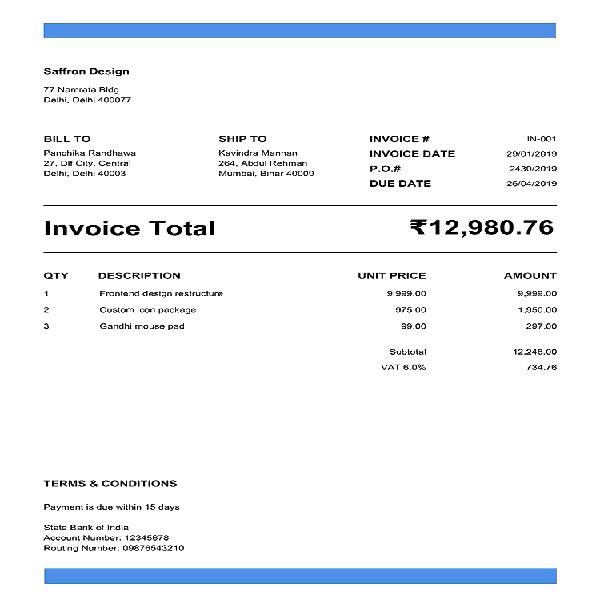 Saffron Design
77 Namrata Bldg
Delhi, Delhi 400077
BILL TO
Panchika Randhawa
27, Dlf City, Central
Delhi, Delhi 40003
SHIP TO
Kavindra Mannan
264, Abdul Rehman
Mumbai, Bihar 40009
INVOICE # IN-001
INVOICE DATE 29/01/2019
P.O.# 2430/2019
DUE DATE 26/04/2019
Invoice Total ₹12,980.76
QTY DESCRIPTION UNIT PRICE AMOUNT
1 Frontend design restructure 9,999.00 9,999.00
2 Custom icon package 975.00 1,950.00
3 Gandhi mouse pad 99.00 297.00
Subtotal 12,246.00
VAT 6.0% 734.76
TERMS & CONDITIONS
Payment is due within 15 days
State Bank of India
Account Number: 12345678
Routing Number: 09876543210